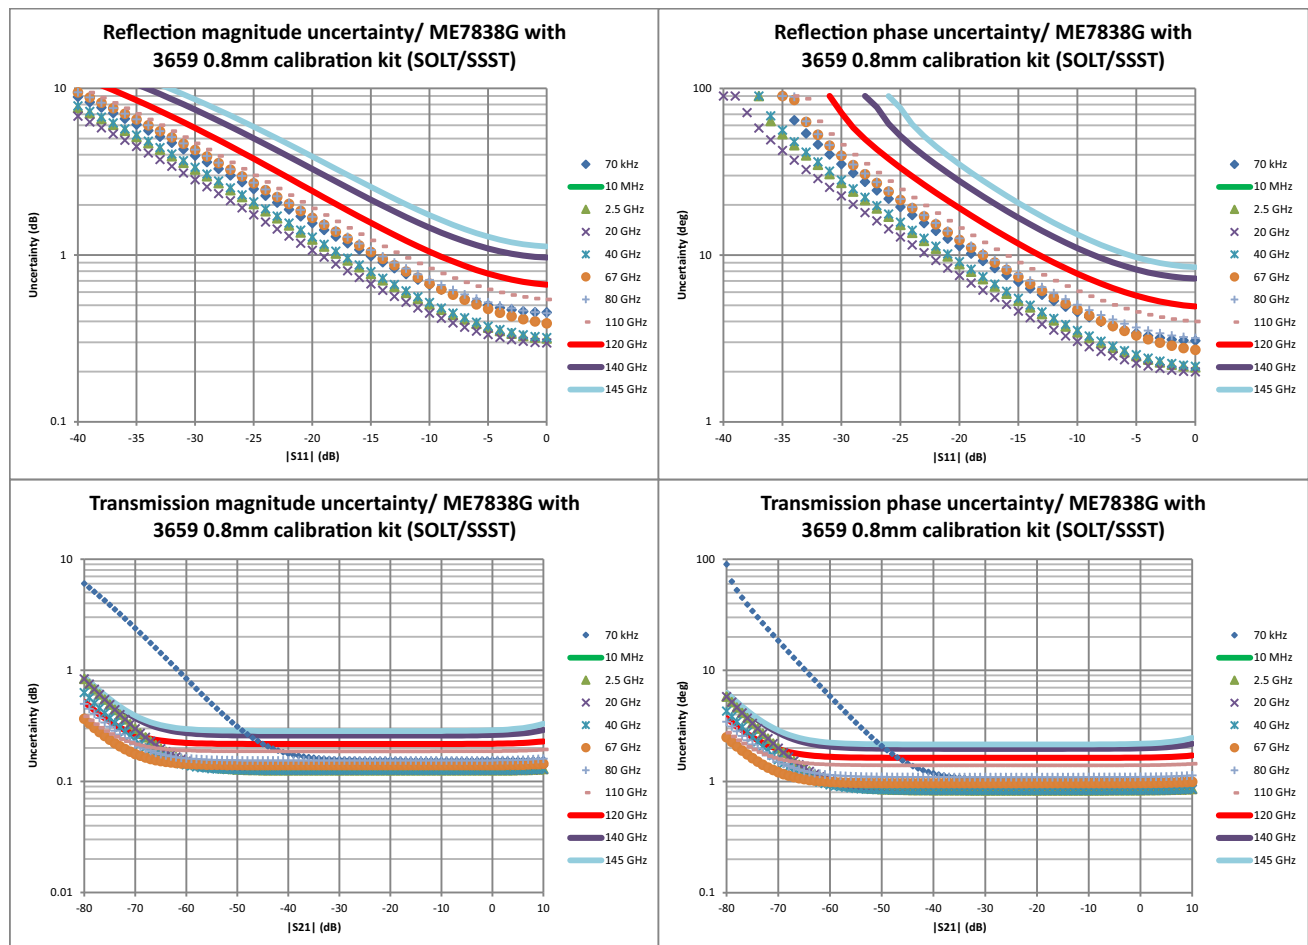 Reflection magnitude uncertainty/ ME7838G with
3659 0.8mm calibration kit (SOLT/SSST)
10
1
0.1
Uncertainty (dB)
-40 -35 -30 -25 -20 -15 -10 -5 0
|S11| (dB)
70 kHz
10 MHz
2.5 GHz
20 GHz
40 GHz
67 GHz
80 GHz
110 GHz
120 GHz
140 GHz
145 GHz
Reflection phase uncertainty/ ME7838G with
3659 0.8mm calibration kit (SOLT/SSST)
100
10
1
Uncertainty (deg)
-40 -35 -30 -25 -20 -15 -10 -5 0
|S11| (dB)
70 kHz
10 MHz
2.5 GHz
20 GHz
40 GHz
67 GHz
80 GHz
110 GHz
120 GHz
140 GHz
145 GHz
Transmission magnitude uncertainty/ ME7838G with
3659 0.8mm calibration kit (SOLT/SSST)
10
1
0.1
0.01
Uncertainty (dB)
-80 -70 -60 -50 -40 -30 -20 -10 0 10
|S21| (dB)
70 kHz
10 MHz
2.5 GHz
20 GHz
40 GHz
67 GHz
80 GHz
110 GHz
120 GHz
140 GHz
145 GHz
Transmission phase uncertainty/ ME7838G with
3659 0.8mm calibration kit (SOLT/SSST)
100
10
1
0.1
Uncertainty (deg)
-80 -70 -60 -50 -40 -30 -20 -10 0 10
|S21| (dB)
70 kHz
10 MHz
2.5 GHz
20 GHz
40 GHz
67 GHz
80 GHz
110 GHz
120 GHz
140 GHz
145 GHz